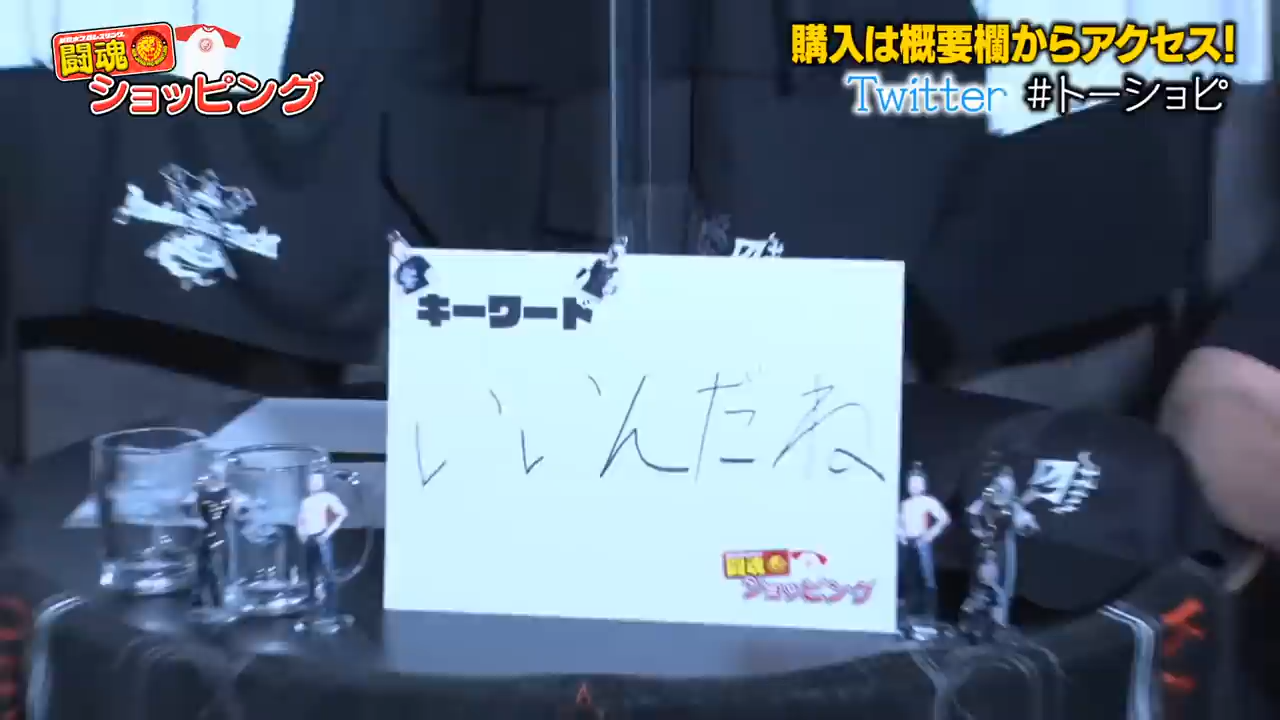 闘魂
ショッピング
購入は概要欄からアクセス!
Twitter #トーショピ
キーワード
いいんだね
闘魂
ショッピング